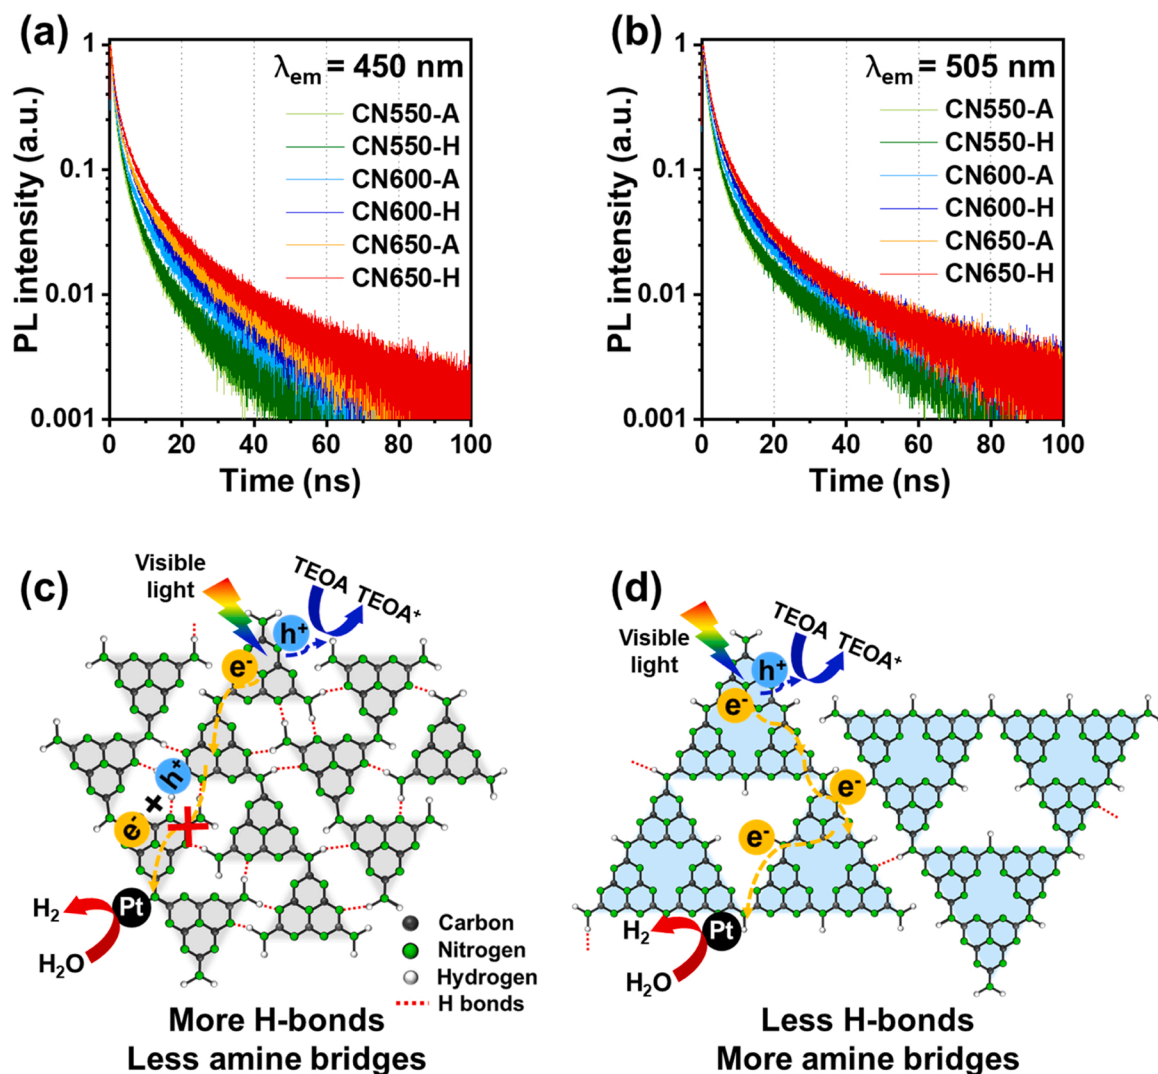 (a)
λem = 450 nm
CN550-A
CN550-H
CN600-A
CN600-H
CN650-A
CN650-H
PL intensity (a.u.)
1
0.1
0.01
0.001
0 20 40 60 80 100
Time (ns)
(b)
λem = 505 nm
CN550-A
CN550-H
CN600-A
CN600-H
CN650-A
CN650-H
PL intensity (a.u.)
1
0.1
0.01
0.001
0 20 40 60 80 100
Time (ns)
(c)
Visible
light
TEOA
TEOA⁺
h⁺
e⁻
h⁺
+
e⁻
Pt
H₂
H₂O
Carbon
Nitrogen
Hydrogen
H bonds
More H-bonds
Less amine bridges
(d)
Visible
light
TEOA
TEOA⁺
h⁺
e⁻
e⁻
e⁻
Pt
H₂
H₂O
Less H-bonds
More amine bridges